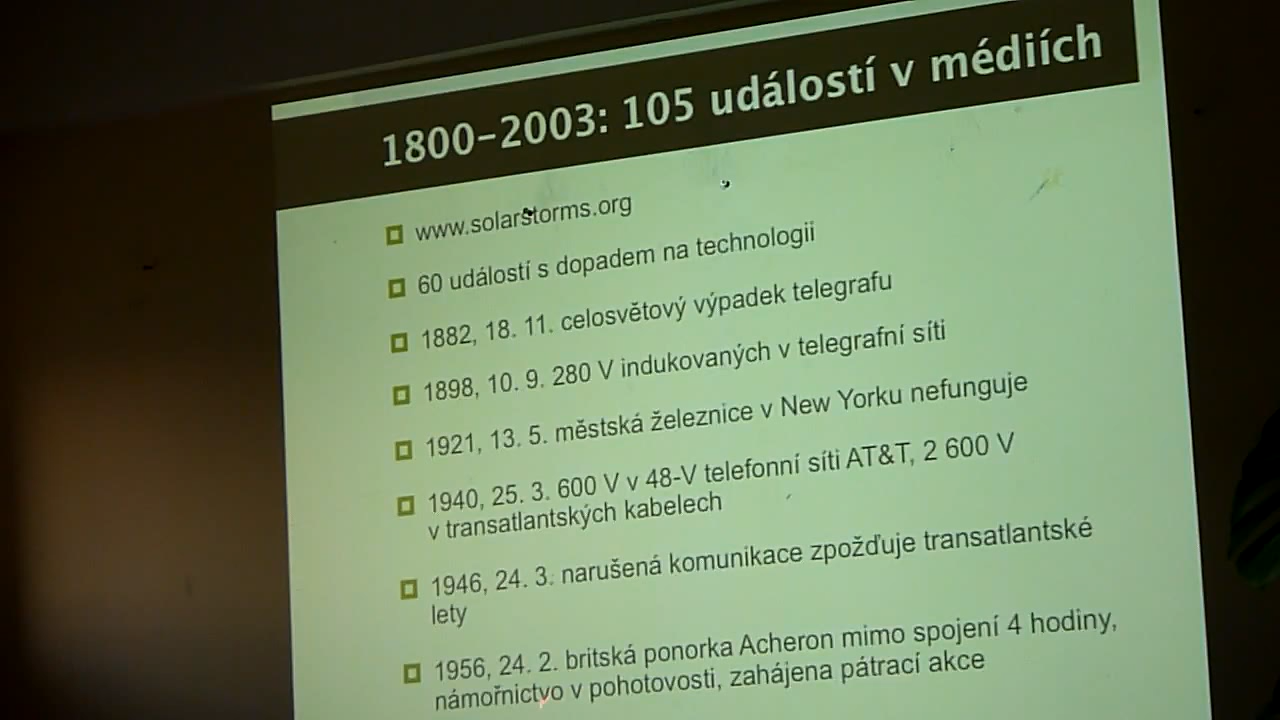 1800–2003: 105 událostí v médiích
www.solarstorms.org
60 událostí s dopadem na technologii
1882, 18. 11. celosvětový výpadek telegrafu
1898, 10. 9. 280 V indukovaných v telegrafní síti
1921, 13. 5. městská železnice v New Yorku nefunguje
1940, 25. 3. 600 V v 48-V telefonní síti AT&T, 2 600 V
v transatlantských kabelech
1946, 24. 3. narušená komunikace zpožďuje transatlantské
lety
1956, 24. 2. britská ponorka Acheron mimo spojení 4 hodiny,
námořnictvo v pohotovosti, zahájena pátrací akce